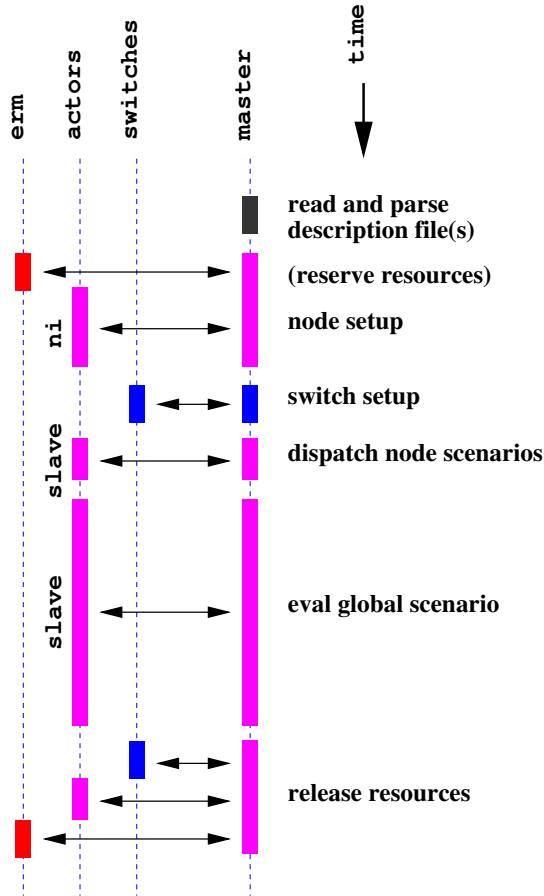 erm
actors
switches
master
time
read and parse
description file(s)
(reserve resources)
ni
node setup
switch setup
slave
dispatch node scenarios
slave
eval global scenario
release resources